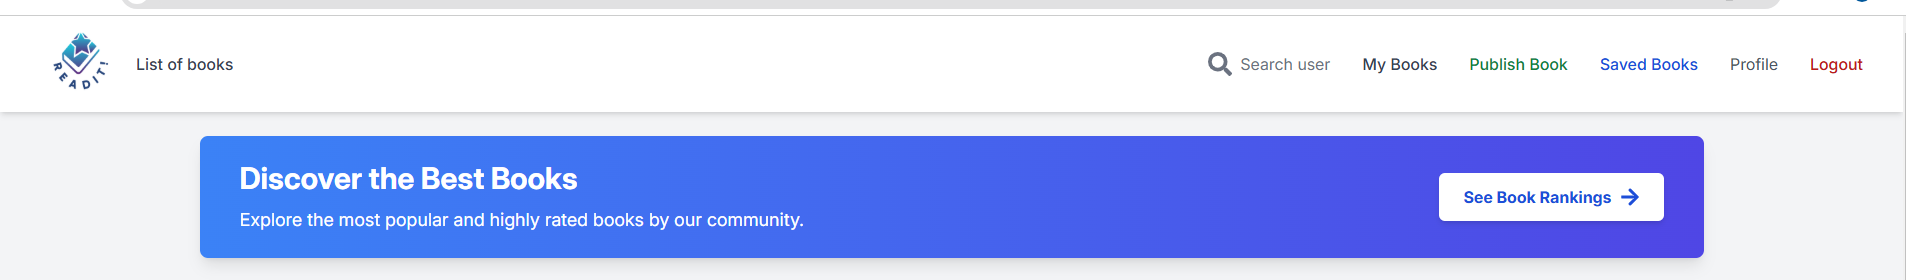 READIT!
List of books
Search user
My Books
Publish Book
Saved Books
Profile
Logout
Discover the Best Books
Explore the most popular and highly rated books by our community.
See Book Rankings